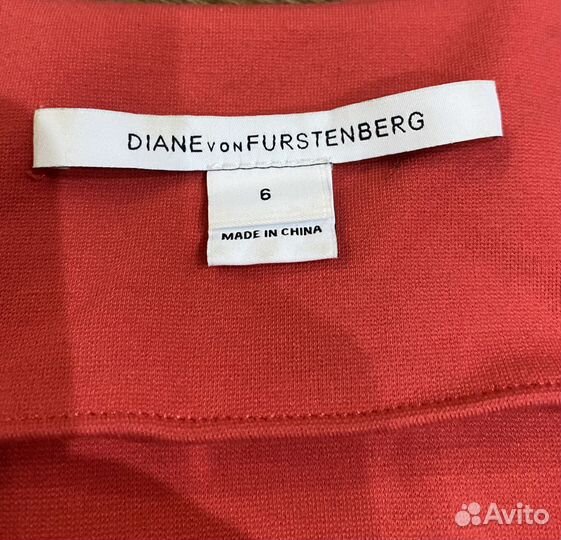 DIANE VON FURSTENBERG
6
MADE IN CHINA
Avito